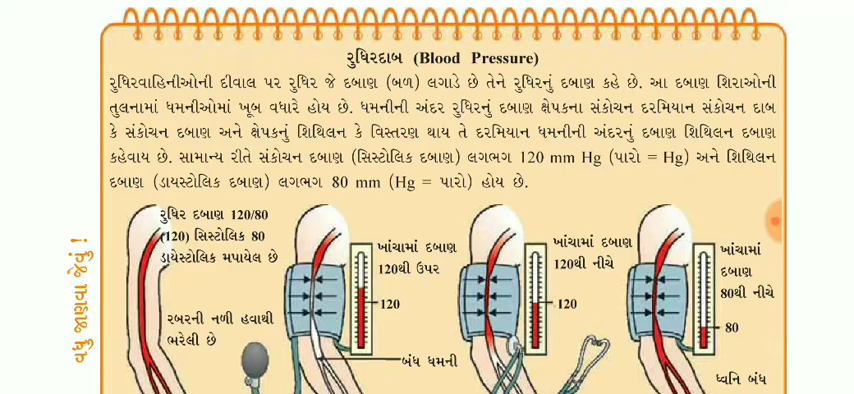 રુધિરદાબ (Blood Pressure)
રુધિરવાહિનીઓની દીવાલ પર રુધિર જે દબાણ (બળ) લગાડે છે તેને રુધિરનું દબાણ કહે છે. આ દબાણ શિરાઓની
તુલનામાં ધમનીઓમાં ખૂબ વધારે હોય છે. ધમનીની અંદર રુધિરનું દબાણ ક્ષેપકના સંકોચન દરમિયાન સંકોચન દાબ
કે સંકોચન દબાણ અને ક્ષેપકનું શિથિલન કે વિસ્તરણ થાય તે દરમિયાન ધમનીની અંદરનું દબાણ શિથિલન દબાણ
કહેવાય છે. સામાન્ય રીતે સંકોચન દબાણ (સિસ્ટોલિક દબાણ) લગભગ 120 mm Hg (પારો = Hg) અને શિથિલન
દબાણ (ડાયસ્ટોલિક દબાણ) લગભગ 80 mm (Hg = પારો) હોય છે.
વધુ જાણવા જેવું !
રુધિર દબાણ 120/80
(120) સિસ્ટોલિક 80
ડાયેસ્ટોલિક મપાયેલ છે
રબરની નળી હવાથી
ભરેલી છે
ખાંચામાં દબાણ
120થી ઉપર
120
બંધ ધમની
ખાંચામાં દબાણ
120થી નીચે
120
ખાંચામાં
દબાણ
80થી નીચે
80
ધ્વનિ બંધ